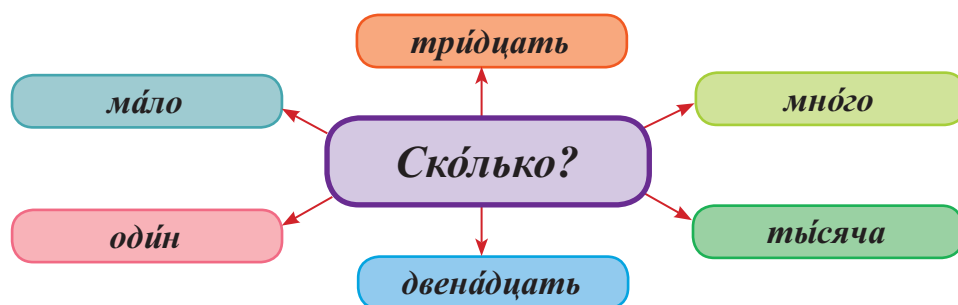 три́дцать
ма́ло
мно́го
Ско́лько?
оди́н
ты́сяча
двена́дцать